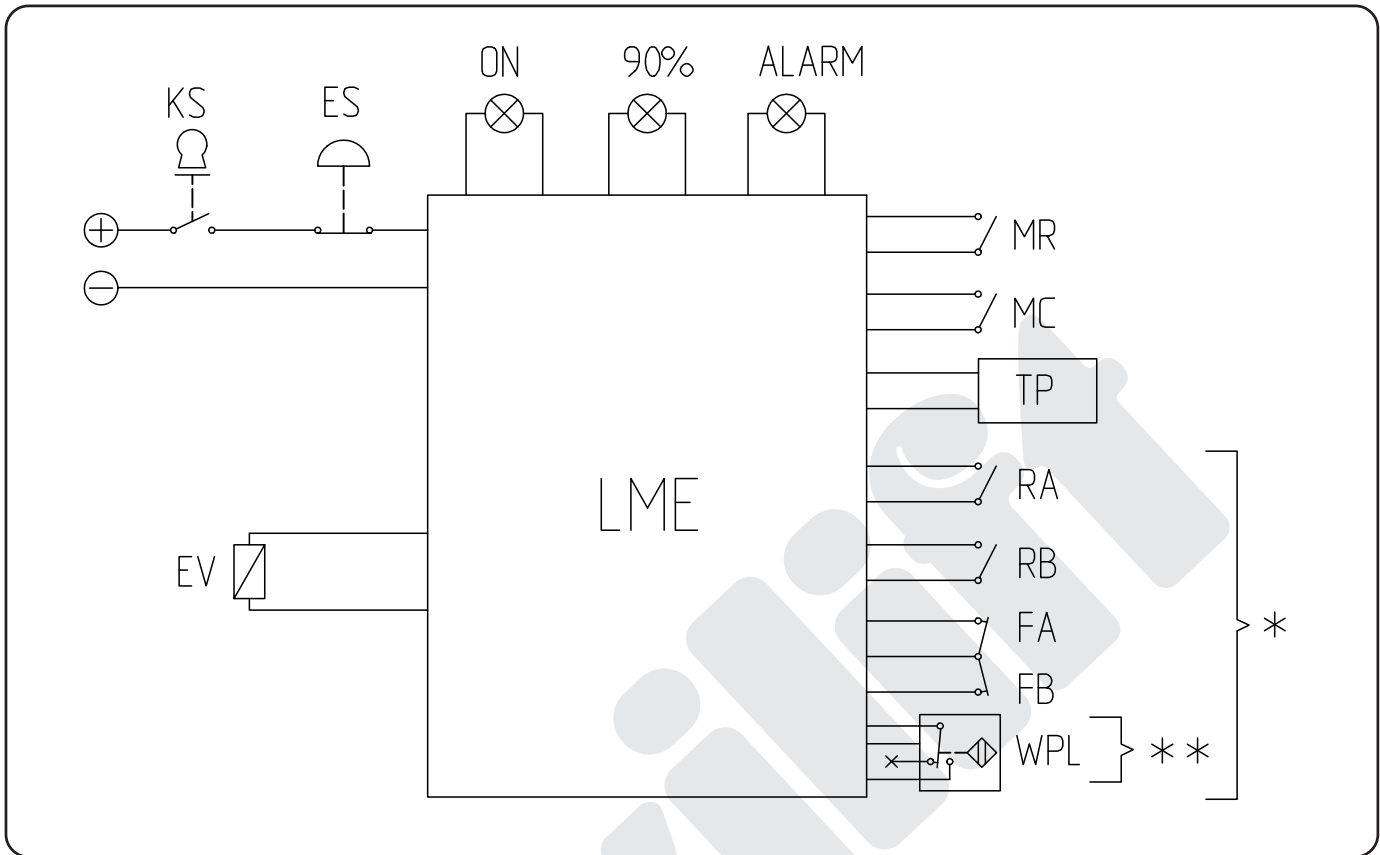 ON 90% ALARM
KS ES
MR
MC
TP
RA
LME
RB
EV
FA
FB
WPL * *
*